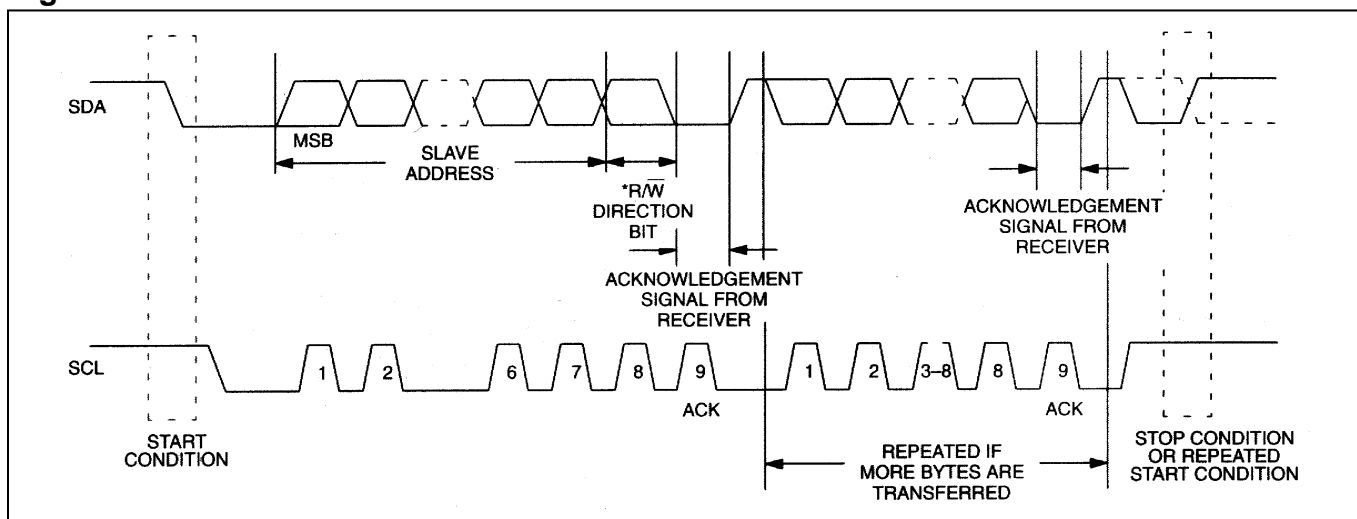 SDA
MSB
SLAVE
ADDRESS
*R/W̅
DIRECTION
BIT
ACKNOWLEDGEMENT
SIGNAL FROM
RECEIVER
ACKNOWLEDGEMENT
SIGNAL FROM
RECEIVER
SCL
1 2 6 7 8 9 1 2 3–8 8 9
ACK ACK
START
CONDITION
REPEATED IF
MORE BYTES ARE
TRANSFERRED
STOP CONDITION
OR REPEATED
START CONDITION